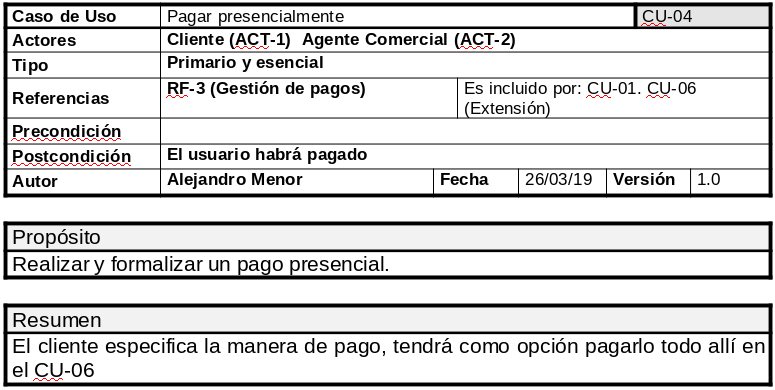 Caso de Uso Pagar presencialmente CU-04
Actores Cliente (ACT-1) Agente Comercial (ACT-2)
Tipo Primario y esencial
Referencias RF-3 (Gestión de pagos) Es incluido por: CU-01. CU-06
(Extensión)
Precondición
Postcondición El usuario habrá pagado
Autor Alejandro Menor Fecha 26/03/19 Versión 1.0
Propósito
Realizar y formalizar un pago presencial.
Resumen
El cliente especifica la manera de pago, tendrá como opción pagarlo todo allí en
el CU-06